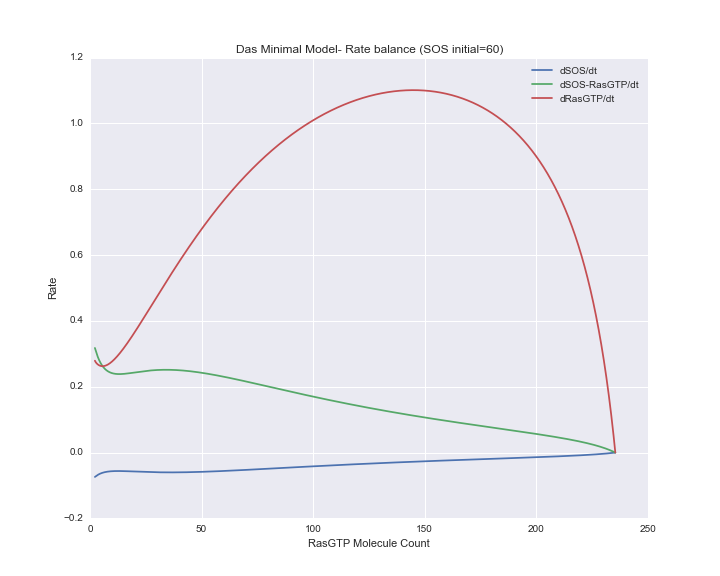 Das Minimal Model- Rate balance (SOS initial=60)
1.2
dSOS/dt
dSOS-RasGTP/dt
dRasGTP/dt
1.0
0.8
0.6
0.4
0.2
0.0
−0.2
Rate
0 50 100 150 200 250
RasGTP Molecule Count